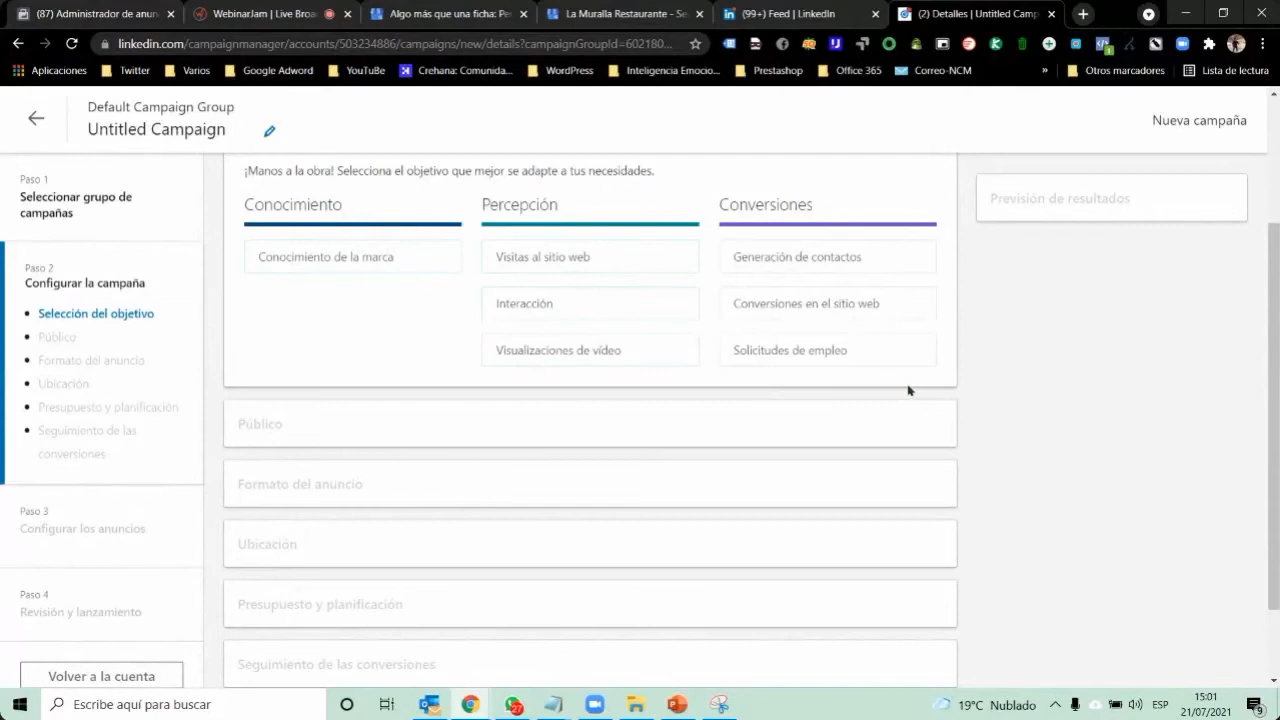 (87) Administrador de anun
WebinarJam | Live Broa
Algo más que una ficha: Pe
La Muralla Restaurante - Se
(99+) Feed | LinkedIn
(2) Detalles | Untitled Camp
linkedin.com/campaignmanager/accounts/503234886/campaigns/new/details?campaignGroupId=602180...
Aplicaciones
Twitter
Varios
Google Adword
YouTube
Crehana: Comunida...
WordPress
Inteligencia Emocio...
Prestashop
Office 365
Correo-NCM
»
Otros marcadores
Lista de lectura
Default Campaign Group
Untitled Campaign
Nueva campaña
Paso 1
Seleccionar grupo de
campañas
Paso 2
Configurar la campaña
Selección del objetivo
Público
Formato del anuncio
Ubicación
Presupuesto y planificación
Seguimiento de las
conversiones
Paso 3
Configurar los anuncios
Paso 4
Revisión y lanzamiento
Volver a la cuenta
¡Manos a la obra! Selecciona el objetivo que mejor se adapte a tus necesidades.
Conocimiento
Percepción
Conversiones
Conocimiento de la marca
Visitas al sitio web
Generación de contactos
Interacción
Conversiones en el sitio web
Visualizaciones de vídeo
Solicitudes de empleo
Público
Formato del anuncio
Ubicación
Presupuesto y planificación
Seguimiento de las conversiones
Previsión de resultados
Escribe aquí para buscar
19°C Nublado
ESP
15:01
21/07/2021